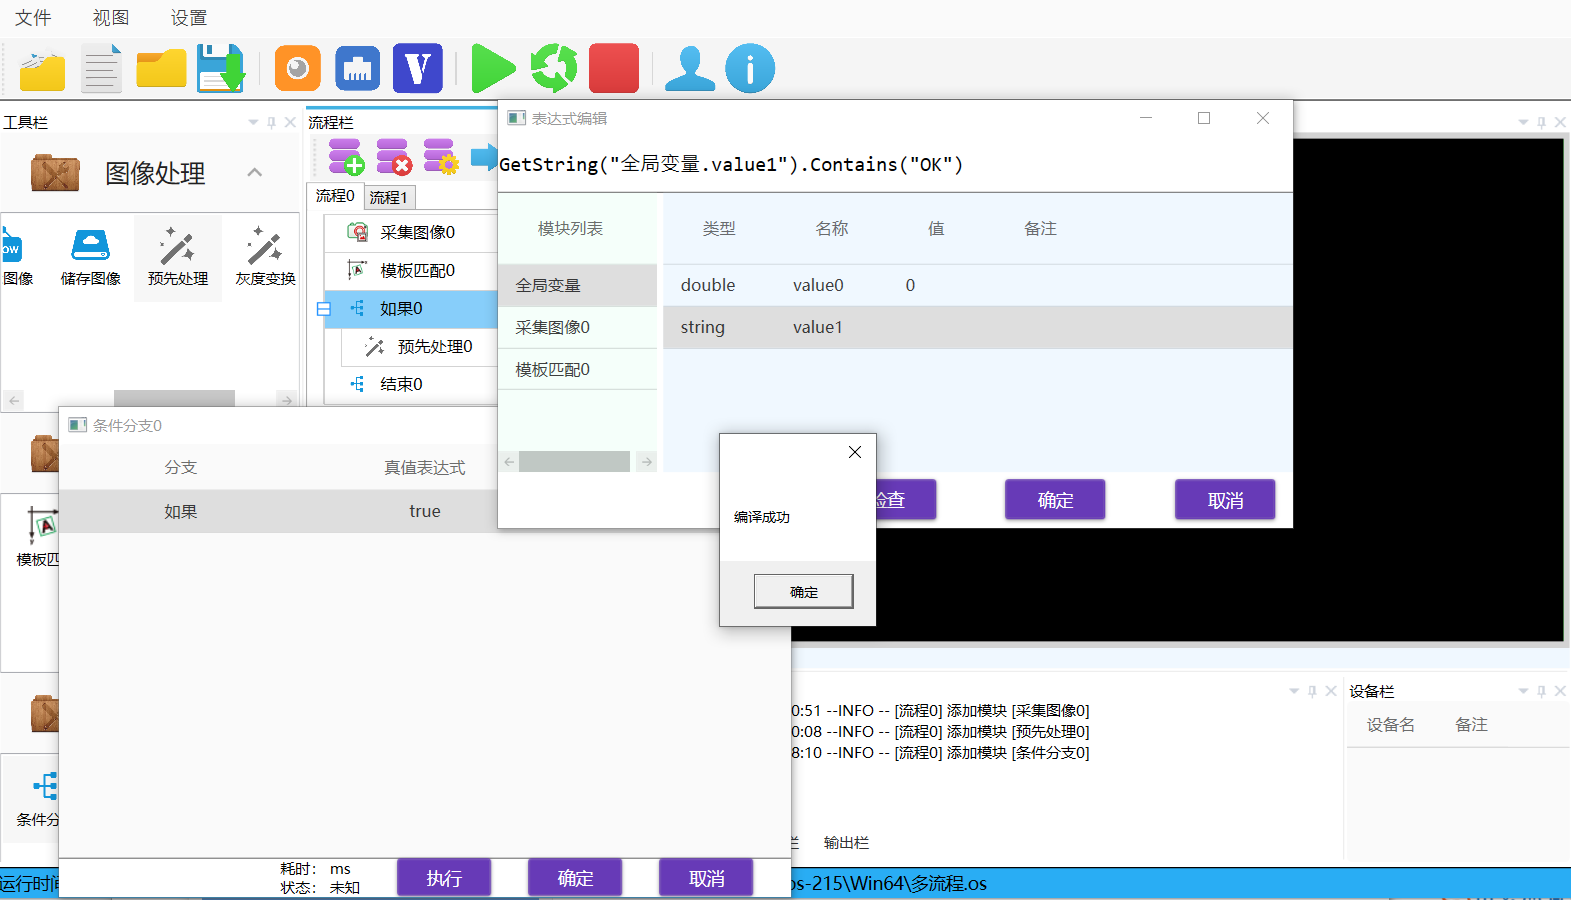 文件 视图 设置
工具栏
图像处理
图像 储存图像 预先处理 灰度变换
流程栏
流程0 流程1
采集图像0
模板匹配0
如果0
预先处理0
结束0
表达式编辑
GetString("全局变量.value1").Contains("OK")
模块列表
全局变量
采集图像0
模板匹配0
类型 名称 值 备注
double value0 0
string value1
检查 确定 取消
编译成功
确定
条件分支0
分支 真值表达式
如果 true
耗时： ms
状态： 未知
执行 确定 取消
模板匹
条件分
0:51 --INFO -- [流程0] 添加模块 [采集图像0]
0:08 --INFO -- [流程0] 添加模块 [预先处理0]
8:10 --INFO -- [流程0] 添加模块 [条件分支0]
栏 输出栏
设备栏
设备名 备注
运行时间
os-215\Win64\多流程.os